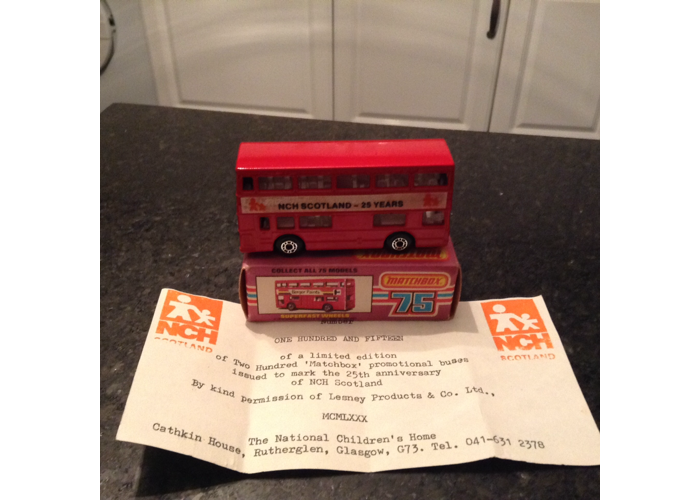 NCH SCOTLAND - 25 YEARS
COLLECT ALL 75 MODELS
MATCHBOX
75
SUPERFAST MODELS
NCH
SCOTLAND
NCH
SCOTLAND
Number
ONE HUNDRED AND FIFTEEN
of a limited edition
of Two Hundred 'Matchbox' promotional buses
issued to mark the 25th anniversary
of NCH Scotland
By kind permission of Lesney Products & Co. Ltd.,
MCMLXXX
The National Children's Home
Cathkin House, Rutherglen, Glasgow, G73. Tel. 041-631 2378